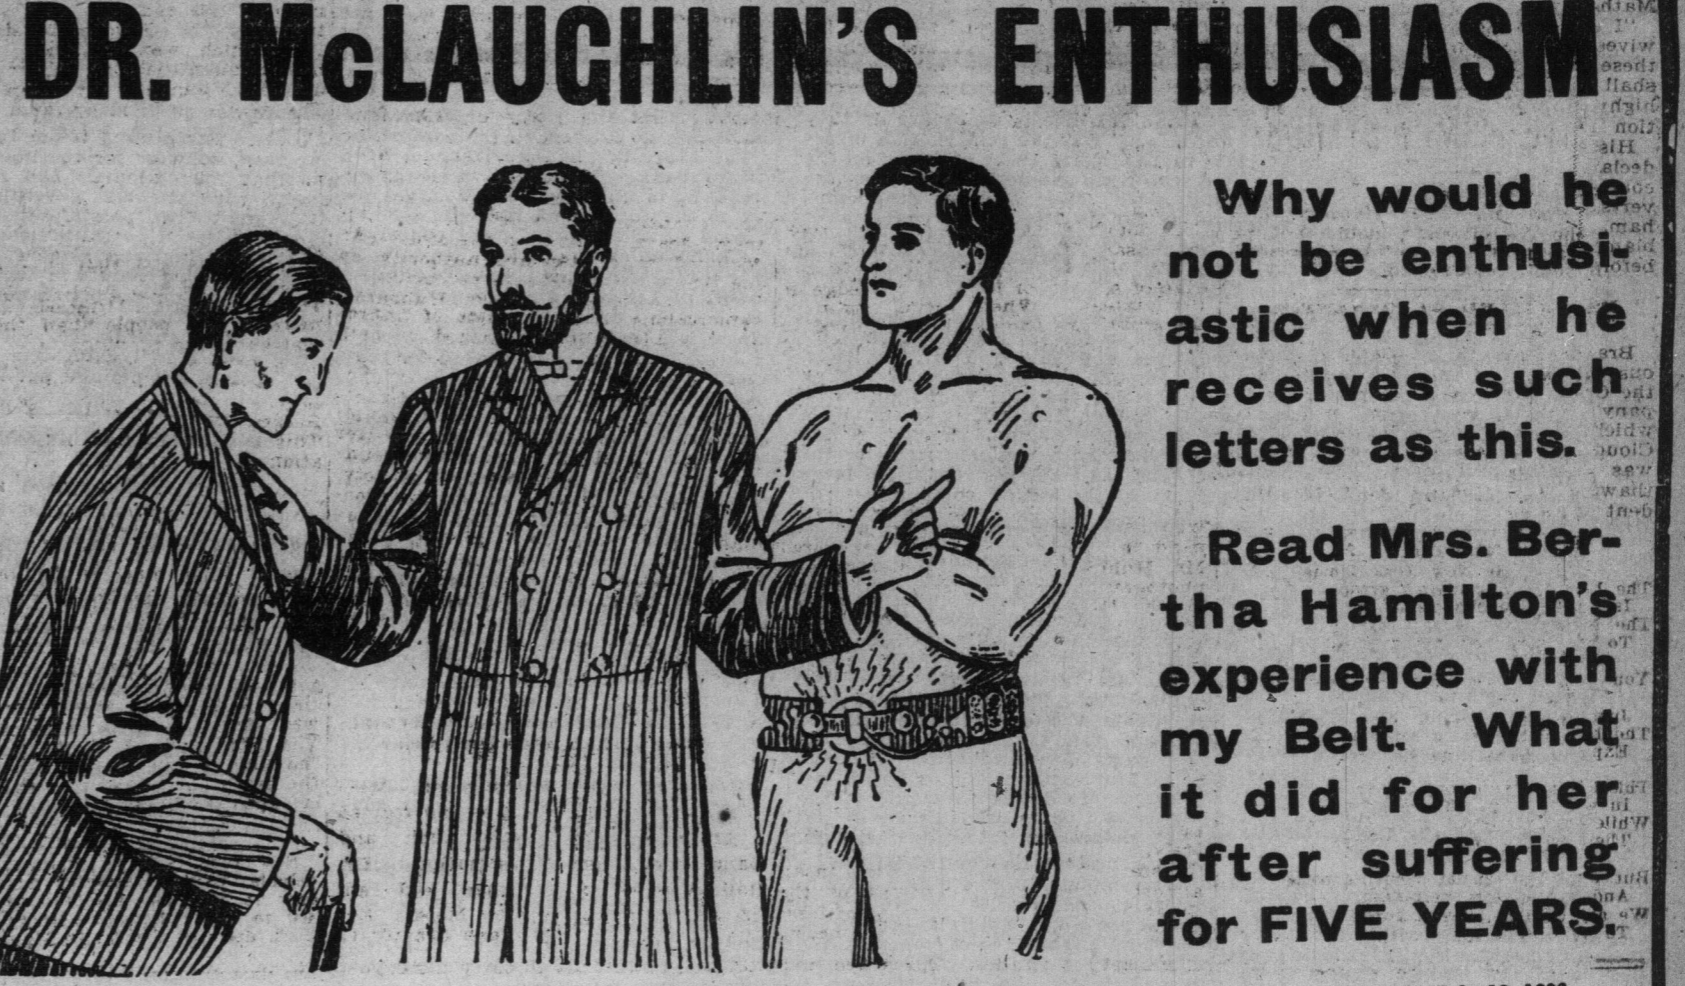 DR. McLAUGHLIN'S ENTHUSIASM
Why would he
not be enthusi-
astic when he
receives such
letters as this.
Read Mrs. Ber-
tha Hamilton's
experience with
my Belt. What
it did for her
after suffering
for FIVE YEARS.